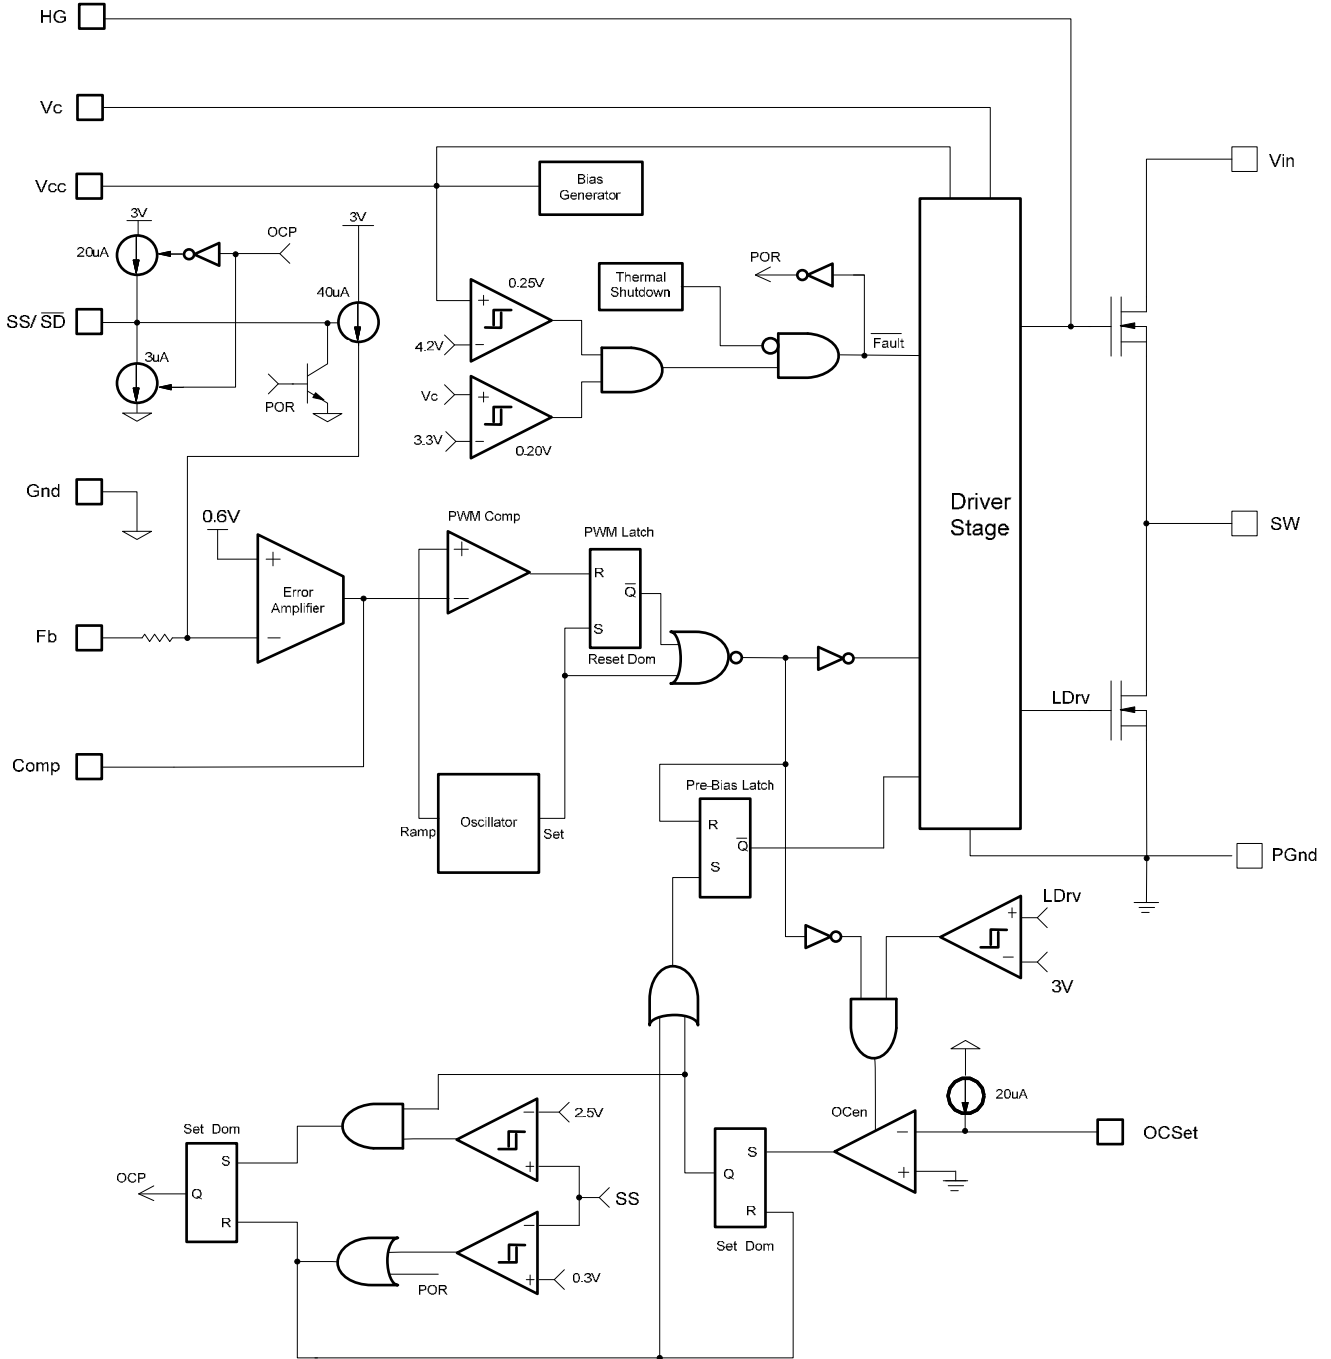 HG
Vc
Vcc
Bias
Generator
Vin
3V
3V
20uA
OCP
Thermal
Shutdown
POR
0.25V
40uA
SS/ SD
4.2V
Fault
3uA
Vc
POR
3.3V
0.20V
Gnd
Driver
Stage
SW
0.6V
PWM Comp
PWM Latch
+
+
R
Q
Error
Amplifier
S
Fb
Reset Dom
LDrv
Comp
Pre-Bias Latch
Ramp
Oscillator
Set
R
Q
S
PGnd
LDrv
3V
20uA
OCen
OCSet
2.5V
Set Dom
S
Q
R
OCP
S
Q
R
SS
Set Dom
0.3V
POR